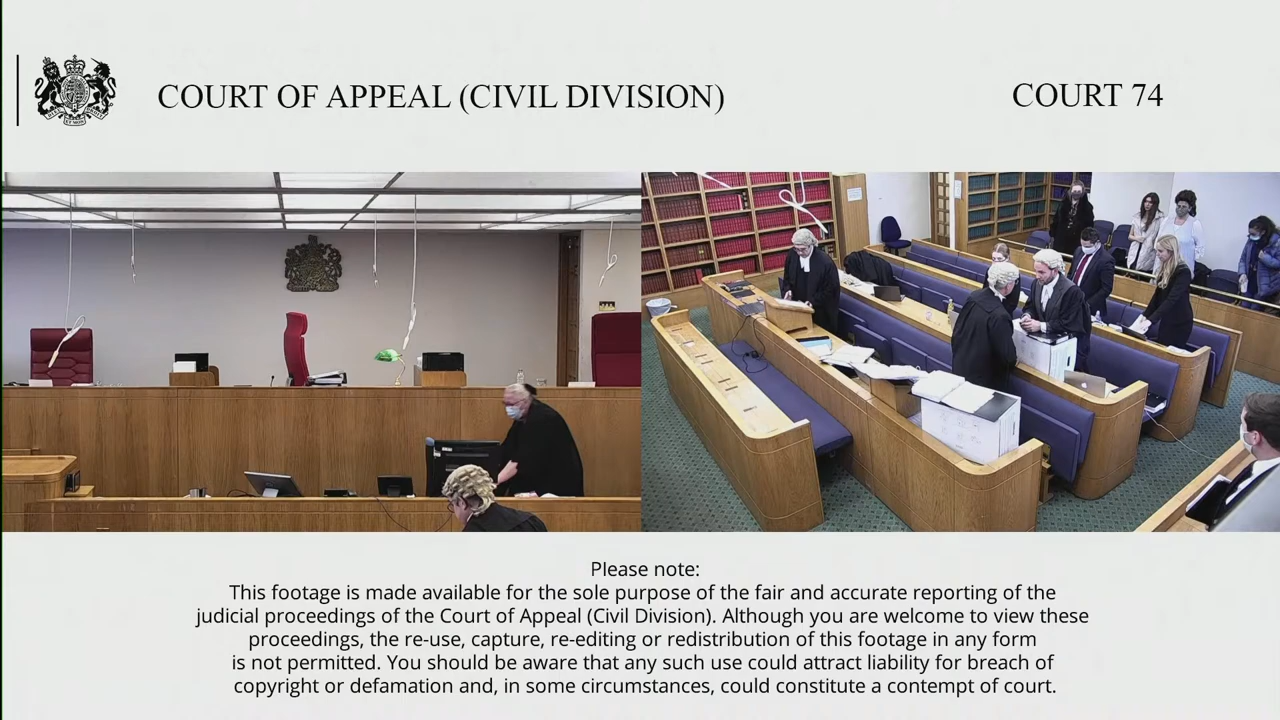 COURT OF APPEAL (CIVIL DIVISION)
COURT 74
Please note:
This footage is made available for the sole purpose of the fair and accurate reporting of the
judicial proceedings of the Court of Appeal (Civil Division). Although you are welcome to view these
proceedings, the re-use, capture, re-editing or redistribution of this footage in any form
is not permitted. You should be aware that any such use could attract liability for breach of
copyright or defamation and, in some circumstances, could constitute a contempt of court.